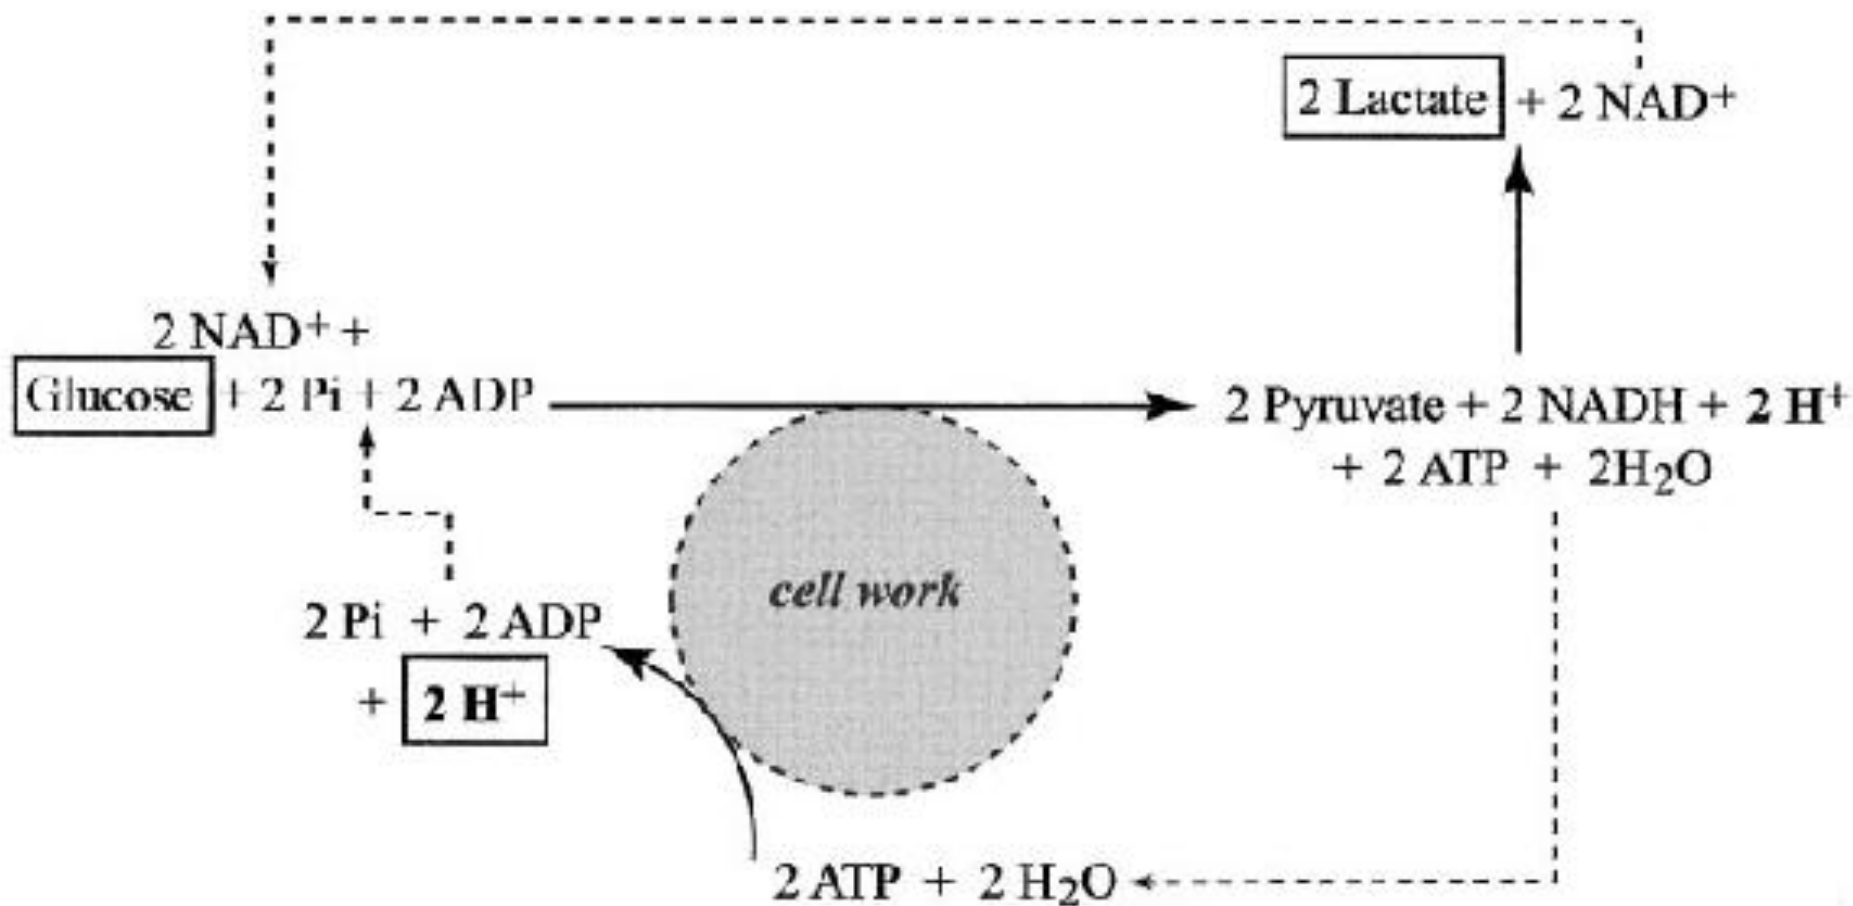 2 Lactate + 2 NAD+
2 NAD+ +
Glucose + 2 Pi + 2 ADP
2 Pyruvate + 2 NADH + 2 H+
+ 2 ATP + 2H2O
cell work
2 Pi + 2 ADP
+ 2 H+
2 ATP + 2 H2O